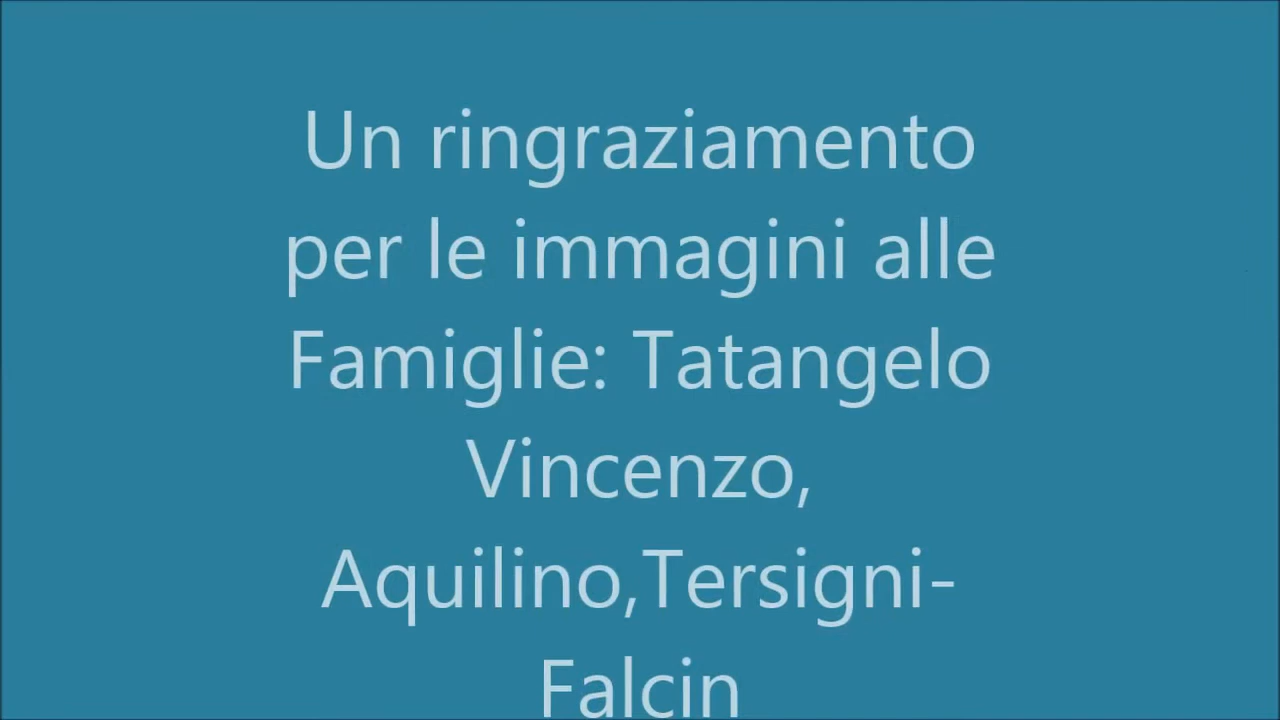 Un ringraziamento
per le immagini alle
Famiglie: Tatangelo
Vincenzo,
Aquilino,Tersigni-
Falcin